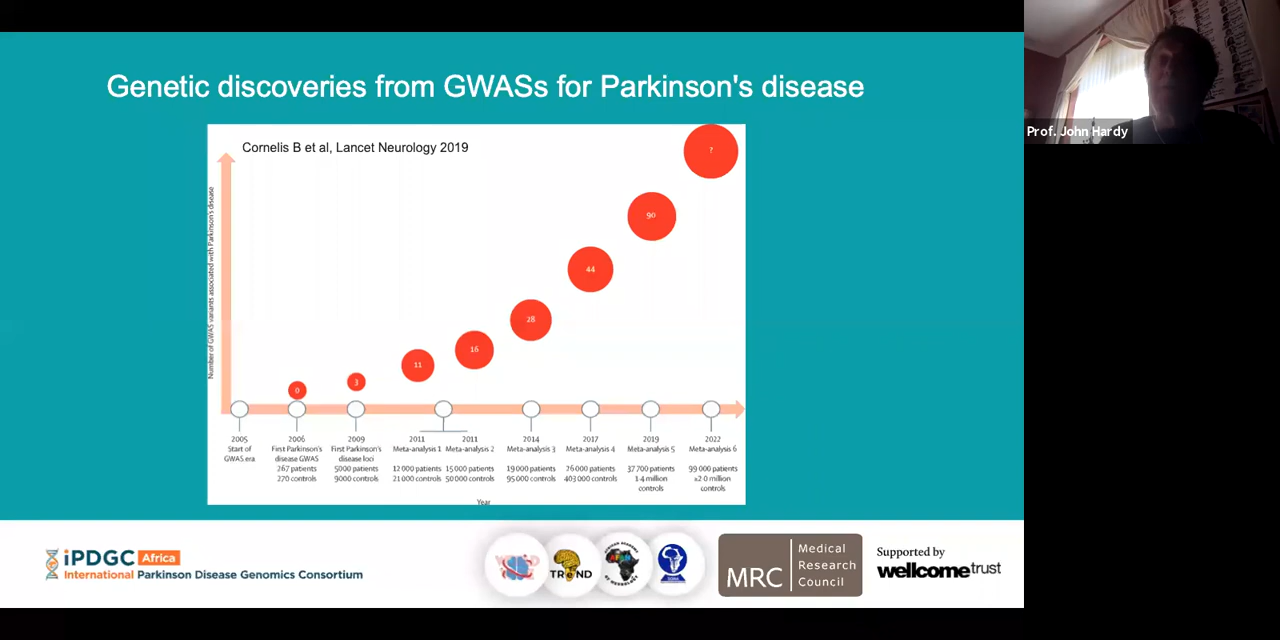 Genetic discoveries from GWASs for Parkinson's disease
Prof. John Hardy
Cornelis B et al, Lancet Neurology 2019
Number of GWAS variants associated with Parkinson's disease
?
90
44
28
16
11
3
0
2005
Start of
GWAS era
2006
First Parkinson's
disease GWAS
267 patients
270 controls
2009
First Parkinson's
disease loci
5000 patients
9000 controls
2011
Meta-analysis 1
12 000 patients
21 000 controls
2011
Meta-analysis 2
15 000 patients
50 000 controls
2014
Meta-analysis 3
19 000 patients
95 000 controls
2017
Meta-analysis 4
26 000 patients
403 000 controls
2019
Meta-analysis 5
37 700 patients
1·4 million
controls
2022
Meta-analysis 6
99 000 patients
≥2·0 million
controls
Year
iPDGC Africa
International Parkinson Disease Genomics Consortium
TReND
MRC
Medical
Research
Council
Supported by
wellcometrust